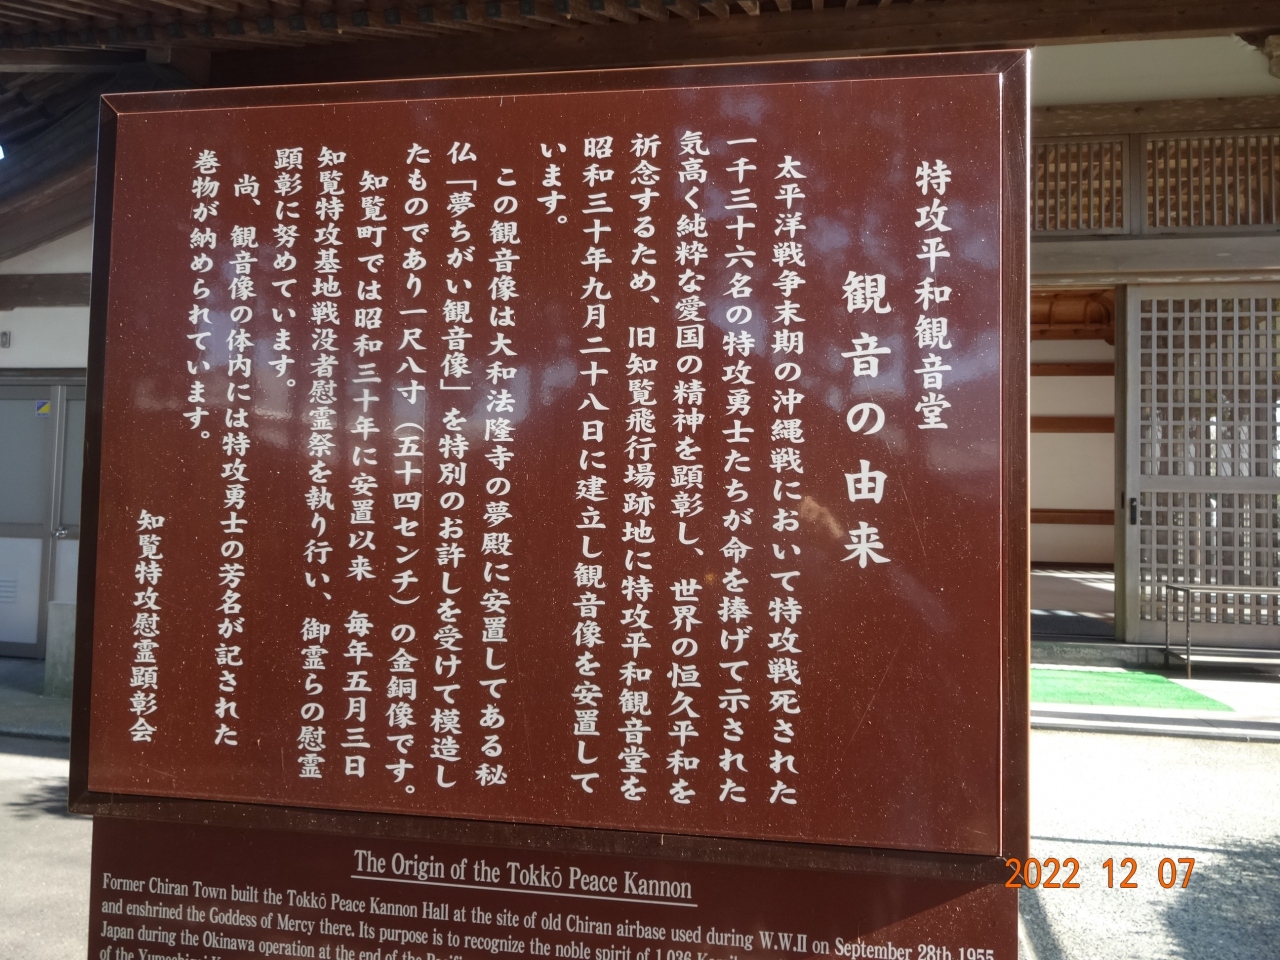 特攻平和観音堂
観音の由来
太平洋戦争末期の沖縄戦において特攻戦死された
一千三十六名の特攻勇士たちが命を捧げて示された
気高く純粋な愛国の精神を顕彰し、世界の恒久平和を
祈念するため、旧知覧飛行場跡地に特攻平和観音堂を
昭和三十年九月二十八日に建立し観音像を安置して
います。
この観音像は大和法隆寺の夢殿に安置してある秘
仏「夢ちがい観音像」を特別のお許しを受けて模造し
たものであり一尺八寸（五十四センチ）の金銅像です。
知覧町では昭和三十年に安置以来 毎年五月三日
知覧特攻基地戦没者慰霊祭を執り行い、御霊らの慰霊
顕彰に努めています。
尚、観音像の体内には特攻勇士の芳名が記された
巻物が納められています。
知覧特攻慰霊顕彰会
The Origin of the Tokkō Peace Kannon
Former Chiran Town built the Tokkō Peace Kannon Hall at the site of old Chiran airbase used during W.W.II on September 28th 1955
and enshrined the Goddess of Mercy there. Its purpose is to recognize the noble spirit of 1,036
Japan during the Okinawa operation at the end of the
of the
2022 12 07